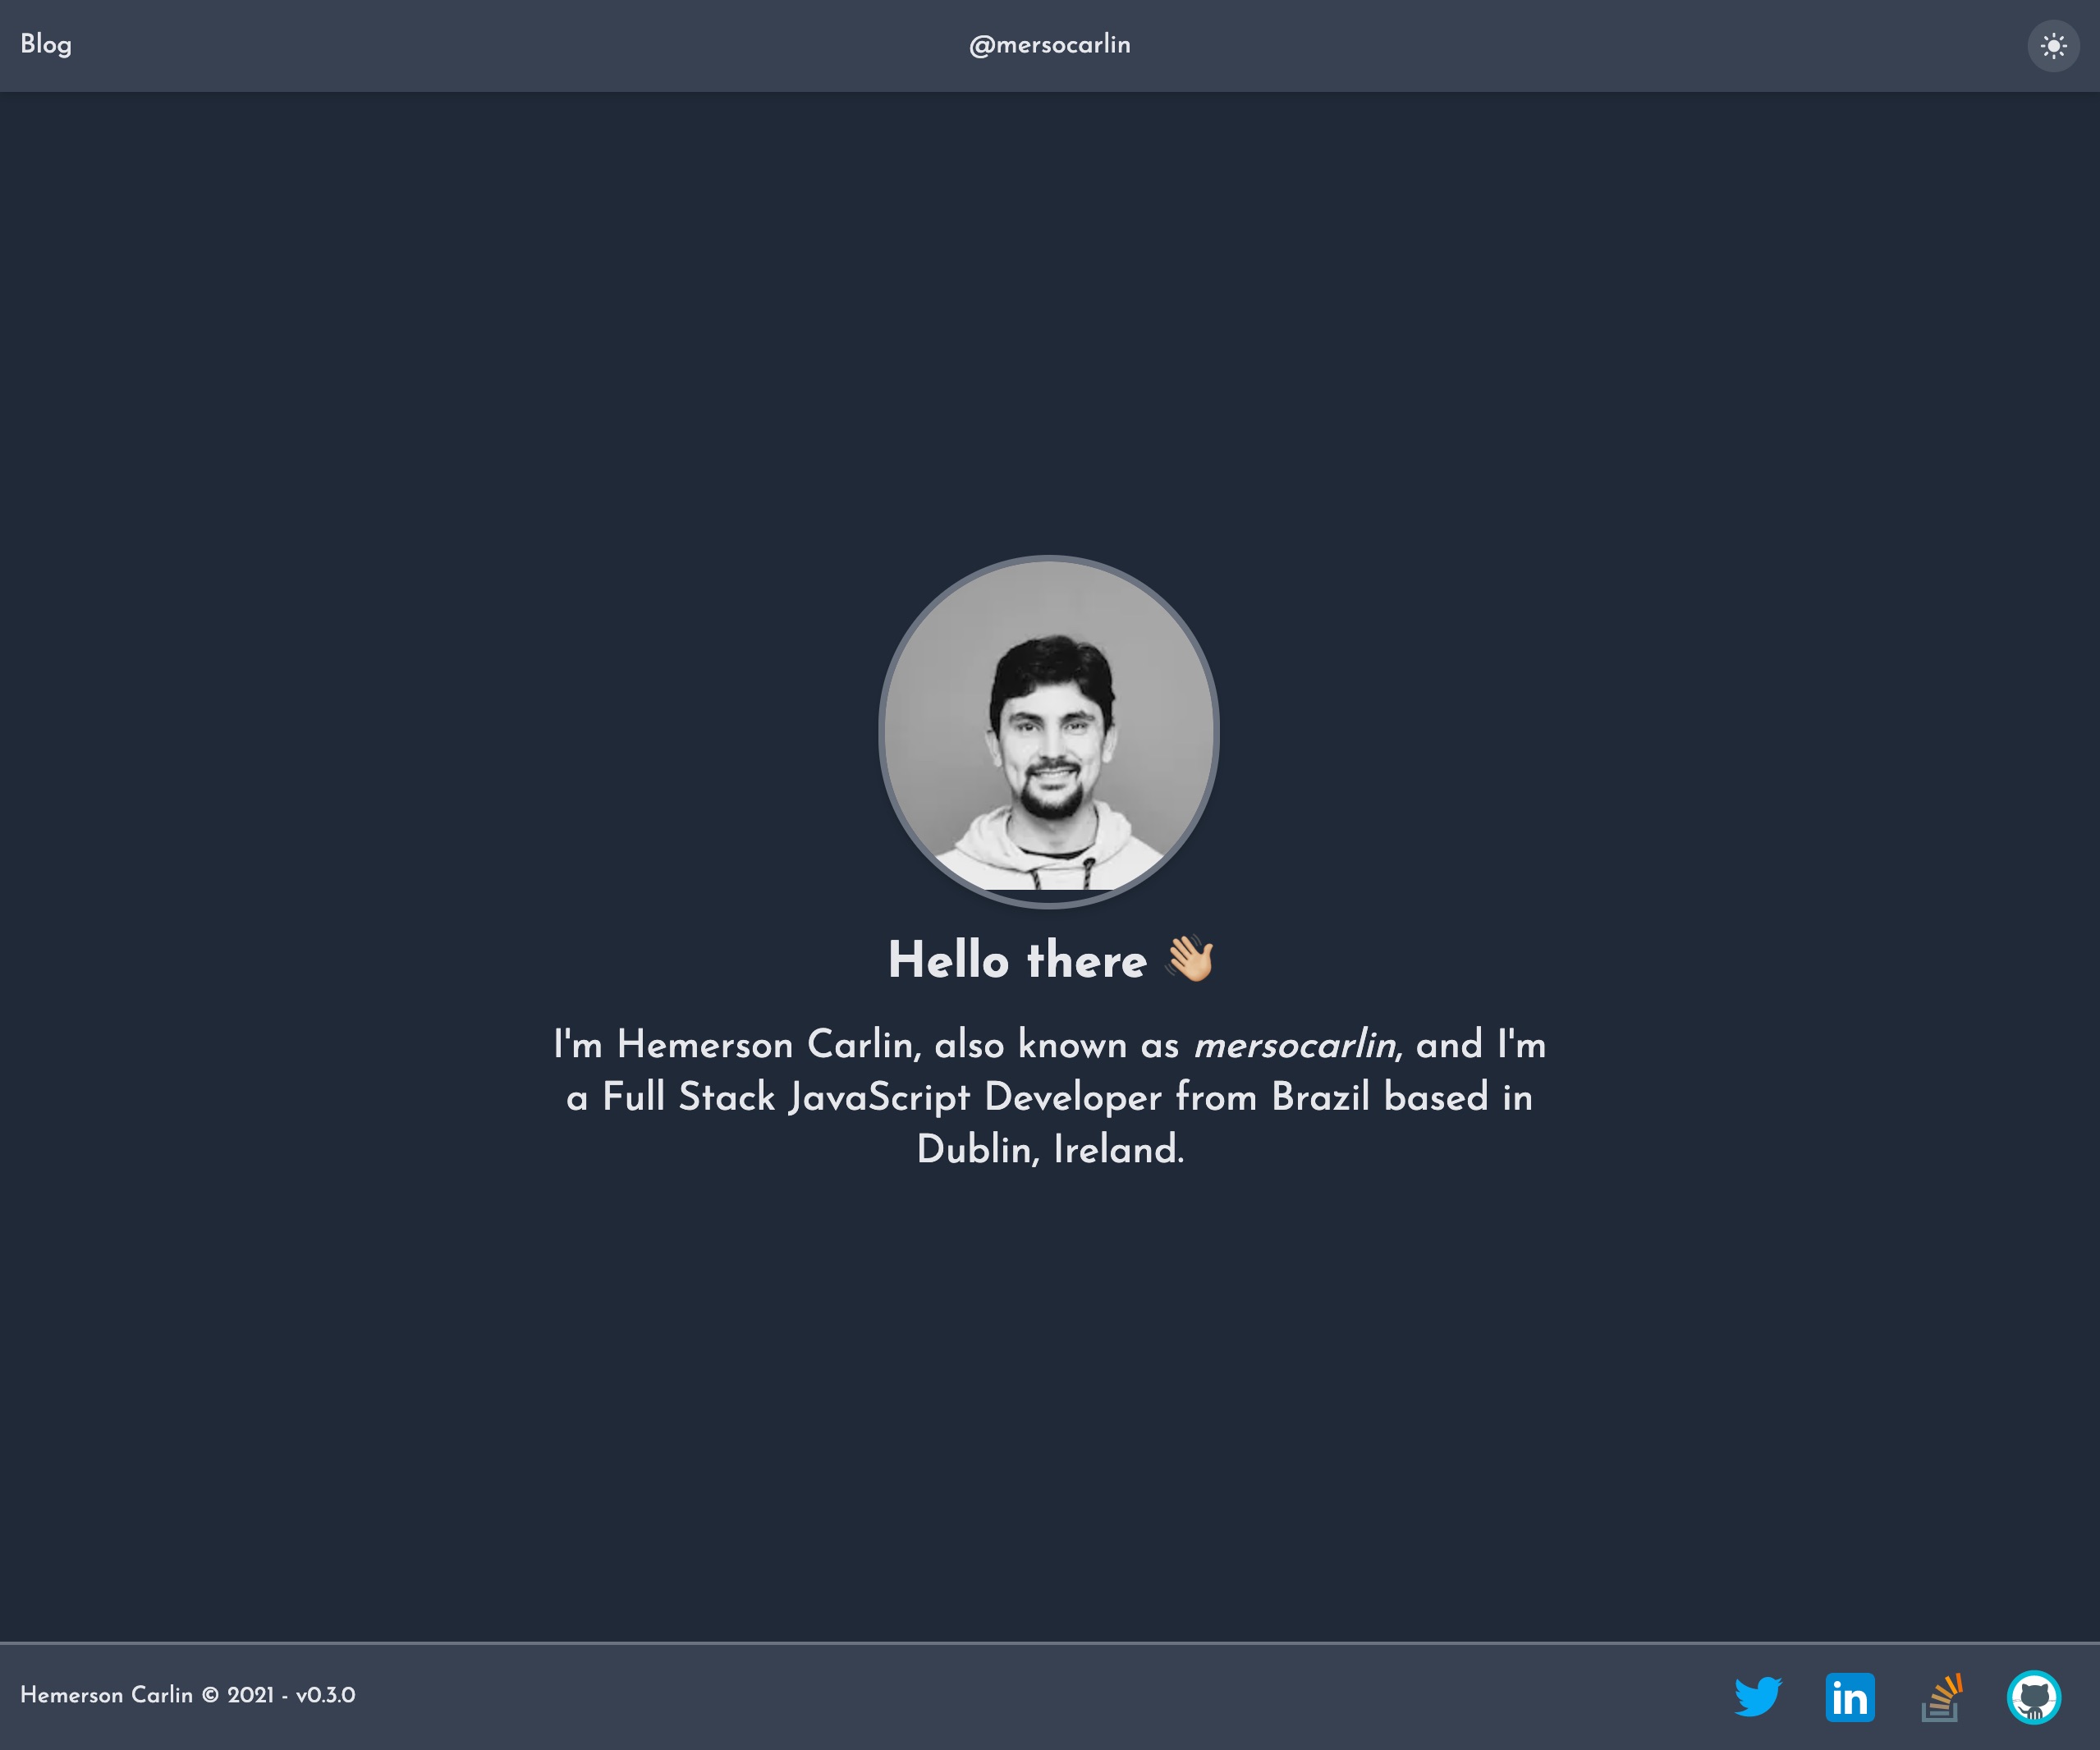 Blog
@mersocarlin
Hello there 👋🏼
I'm Hemerson Carlin, also known as mersocarlin, and I'm
a Full Stack JavaScript Developer from Brazil based in
Dublin, Ireland.
Hemerson Carlin © 2021 - v0.3.0
in